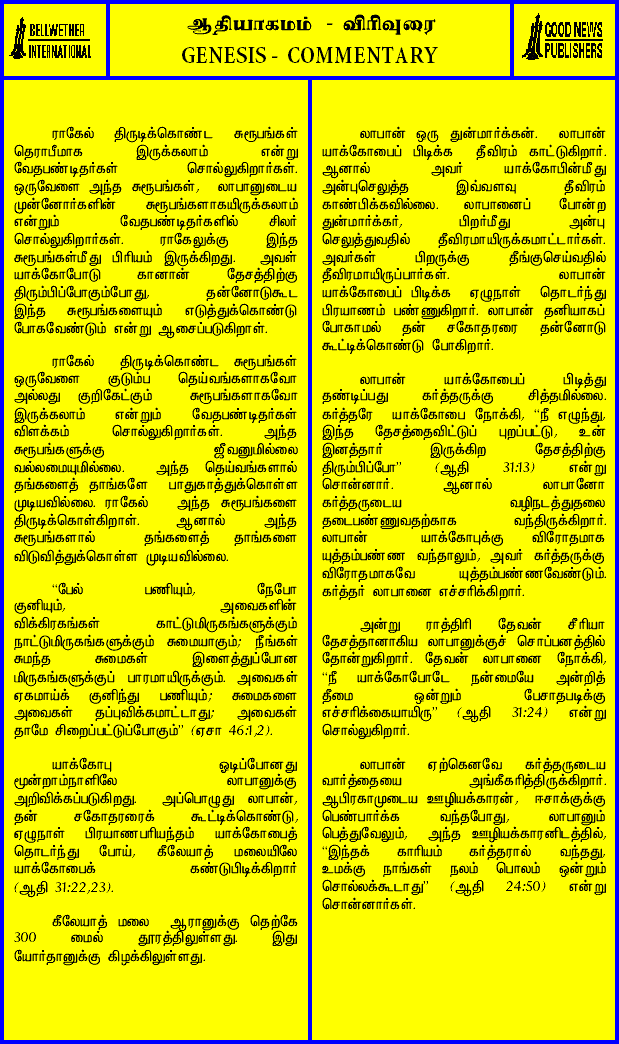 BELLWETHER
INTERNATIONAL
ஆதியாகமம் - விரிவுரை
GENESIS - COMMENTARY
GOOD NEWS
PUBLISHERS
ராகேல் திருடிக்கொண்ட சுரூபங்கள்
தெராபீமாக இருக்கலாம் என்று
வேதபண்டிதர்கள் சொல்லுகிறார்கள்.
ஒருவேளை அந்த சுரூபங்கள், லாபானுடைய
முன்னோர்களின் சுரூபங்களாகயிருக்கலாம்
என்றும் வேதபண்டிதர்களில் சிலர்
சொல்லுகிறார்கள். ராகேலுக்கு இந்த
சுரூபங்கள்மீது பிரியம் இருக்கிறது. அவள்
யாக்கோபோடு கானான் தேசத்திற்கு
திரும்பிப்போகும்போது, தன்னோடுகூட
இந்த சுரூபங்களையும் எடுத்துக்கொண்டு
போகவேண்டும் என்று ஆசைப்படுகிறாள்.
ராகேல் திருடிக்கொண்ட சுரூபங்கள்
ஒருவேளை குடும்ப தெய்வங்களாகவோ
அல்லது குறிகேட்கும் சுரூபங்களாகவோ
இருக்கலாம் என்றும் வேதபண்டிதர்கள்
விளக்கம் சொல்லுகிறார்கள். அந்த
சுரூபங்களுக்கு ஜீவனுமில்லை
வல்லமையுமில்லை. அந்த தெய்வங்களால்
தங்களைத் தாங்களே பாதுகாத்துக்கொள்ள
முடியவில்லை. ராகேல் அந்த சுரூபங்களை
திருடிக்கொள்கிறாள். ஆனால் அந்த
சுரூபங்களால் தங்களைத் தாங்களை
விடுவித்துக்கொள்ள முடியவில்லை.
“பேல் பணியும், நேபோ
குனியும், அவைகளின்
விக்கிரகங்கள் காட்டுமிருகங்களுக்கும்
நாட்டுமிருகங்களுக்கும் சுமையாகும்; நீங்கள்
சுமந்த சுமைகள் இளைத்துப்போன
மிருகங்களுக்குப் பாரமாயிருக்கும். அவைகள்
ஏகமாய்க் குனிந்து பணியும்; சுமைகளை
அவைகள் தப்புவிக்கமாட்டாது; அவைகள்
தாமே சிறைப்பட்டுப்போகும்” (ஏசா 46:1,2).
யாக்கோபு ஓடிப்போனது
மூன்றாம்நாளிலே லாபானுக்கு
அறிவிக்கப்படுகிறது. அப்பொழுது லாபான்,
தன் சகோதரரைக் கூட்டிக்கொண்டு,
ஏழுநாள் பிரயாணபரியந்தம் யாக்கோபைத்
தொடர்ந்து போய், கீலேயாத் மலையிலே
யாக்கோபைக் கண்டுபிடிக்கிறார்
(ஆதி 31:22,23).
கீலேயாத் மலை ஆரானுக்கு தெற்கே
300 மைல் தூரத்திலுள்ளது. இது
யோர்தானுக்கு கிழக்கிலுள்ளது.
லாபான் ஒரு துன்மார்க்கன். லாபான்
யாக்கோபைப் பிடிக்க தீவிரம் காட்டுகிறார்.
ஆனால் அவர் யாக்கோபின்மீது
அன்புசெலுத்த இவ்வளவு தீவிரம்
காண்பிக்கவில்லை. லாபானைப் போன்ற
துன்மார்க்கர், பிறர்மீது அன்பு
செலுத்துவதில் தீவிரமாயிருக்கமாட்டார்கள்.
அவர்கள் பிறருக்கு தீங்குசெய்வதில்
தீவிரமாயிருப்பார்கள். லாபான்
யாக்கோபைப் பிடிக்க ஏழுநாள் தொடர்ந்து
பிரயாணம் பண்ணுகிறார். லாபான் தனியாகப்
போகாமல் தன் சகோதரரை தன்னோடு
கூட்டிக்கொண்டு போகிறார்.
லாபான் யாக்கோபைப் பிடித்து
தண்டிப்பது கர்த்தருக்கு சித்தமில்லை.
கர்த்தரே யாக்கோபை நோக்கி, “நீ எழுந்து,
இந்த தேசத்தைவிட்டுப் புறப்பட்டு, உன்
இனத்தார் இருக்கிற தேசத்திற்கு
திரும்பிப்போ” (ஆதி 31:13) என்று
சொன்னார். ஆனால் லாபானோ
கர்த்தருடைய வழிநடத்துதலை
தடைபண்ணுவதற்காக வந்திருக்கிறார்.
லாபான் யாக்கோபுக்கு விரோதமாக
யுத்தம்பண்ண வந்தாலும், அவர் கர்த்தருக்கு
விரோதமாகவே யுத்தம்பண்ணவேண்டும்.
கர்த்தர் லாபானை எச்சரிக்கிறார்.
அன்று ராத்திரி தேவன் சீரியா
தேசத்தானாகிய லாபானுக்குச் சொப்பனத்தில்
தோன்றுகிறார். தேவன் லாபானை நோக்கி,
“நீ யாக்கோபோடே நன்மையே அன்றித்
தீமை ஒன்றும் பேசாதபடிக்கு
எச்சரிக்கையாயிரு” (ஆதி 31:24) என்று
சொல்லுகிறார்.
லாபான் ஏற்கெனவே கர்த்தருடைய
வார்த்தையை அங்கீகரித்திருக்கிறார்.
ஆபிரகாமுடைய ஊழியக்காரன், ஈசாக்குக்கு
பெண்பார்க்க வந்தபோது, லாபானும்
பெத்துவேலும், அந்த ஊழியக்காரனிடத்தில்,
“இந்தக் காரியம் கர்த்தரால் வந்தது,
உமக்கு நாங்கள் நலம் பொலம் ஒன்றும்
சொல்லக்கூடாது” (ஆதி 24:50) என்று
சொன்னார்கள்.